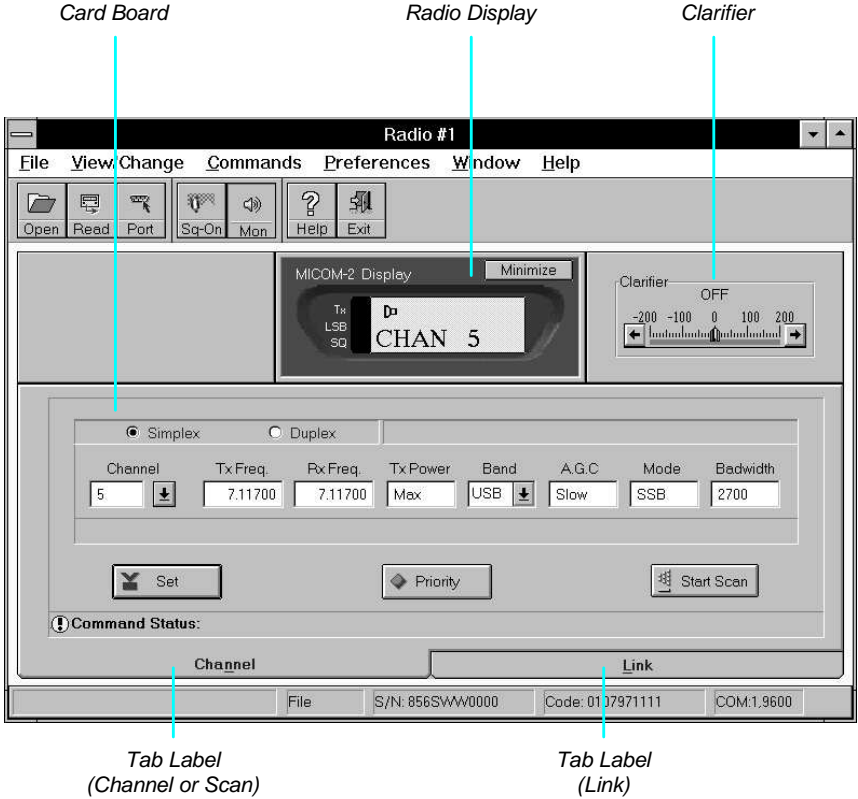 Card Board
Radio Display
Clarifier
Radio #1
File View/Change Commands Preferences Window Help
Open Read Port Sq-On Mon Help Exit
MICOM-2 Display
Minimize
Tx
LSB
SQ
CHAN 5
Clarifier
OFF
-200 -100 0 100 200
Simplex Duplex
Channel Tx Freq. Rx Freq. Tx Power Band A.G.C Mode Badwidth
5 7.11700 7.11700 Max USB Slow SSB 2700
Set Priority Start Scan
Command Status:
Channel Link
File S/N: 856SWW0000 Code: 0107971111 COM:1,9600
Tab Label
(Channel or Scan)
Tab Label
(Link)